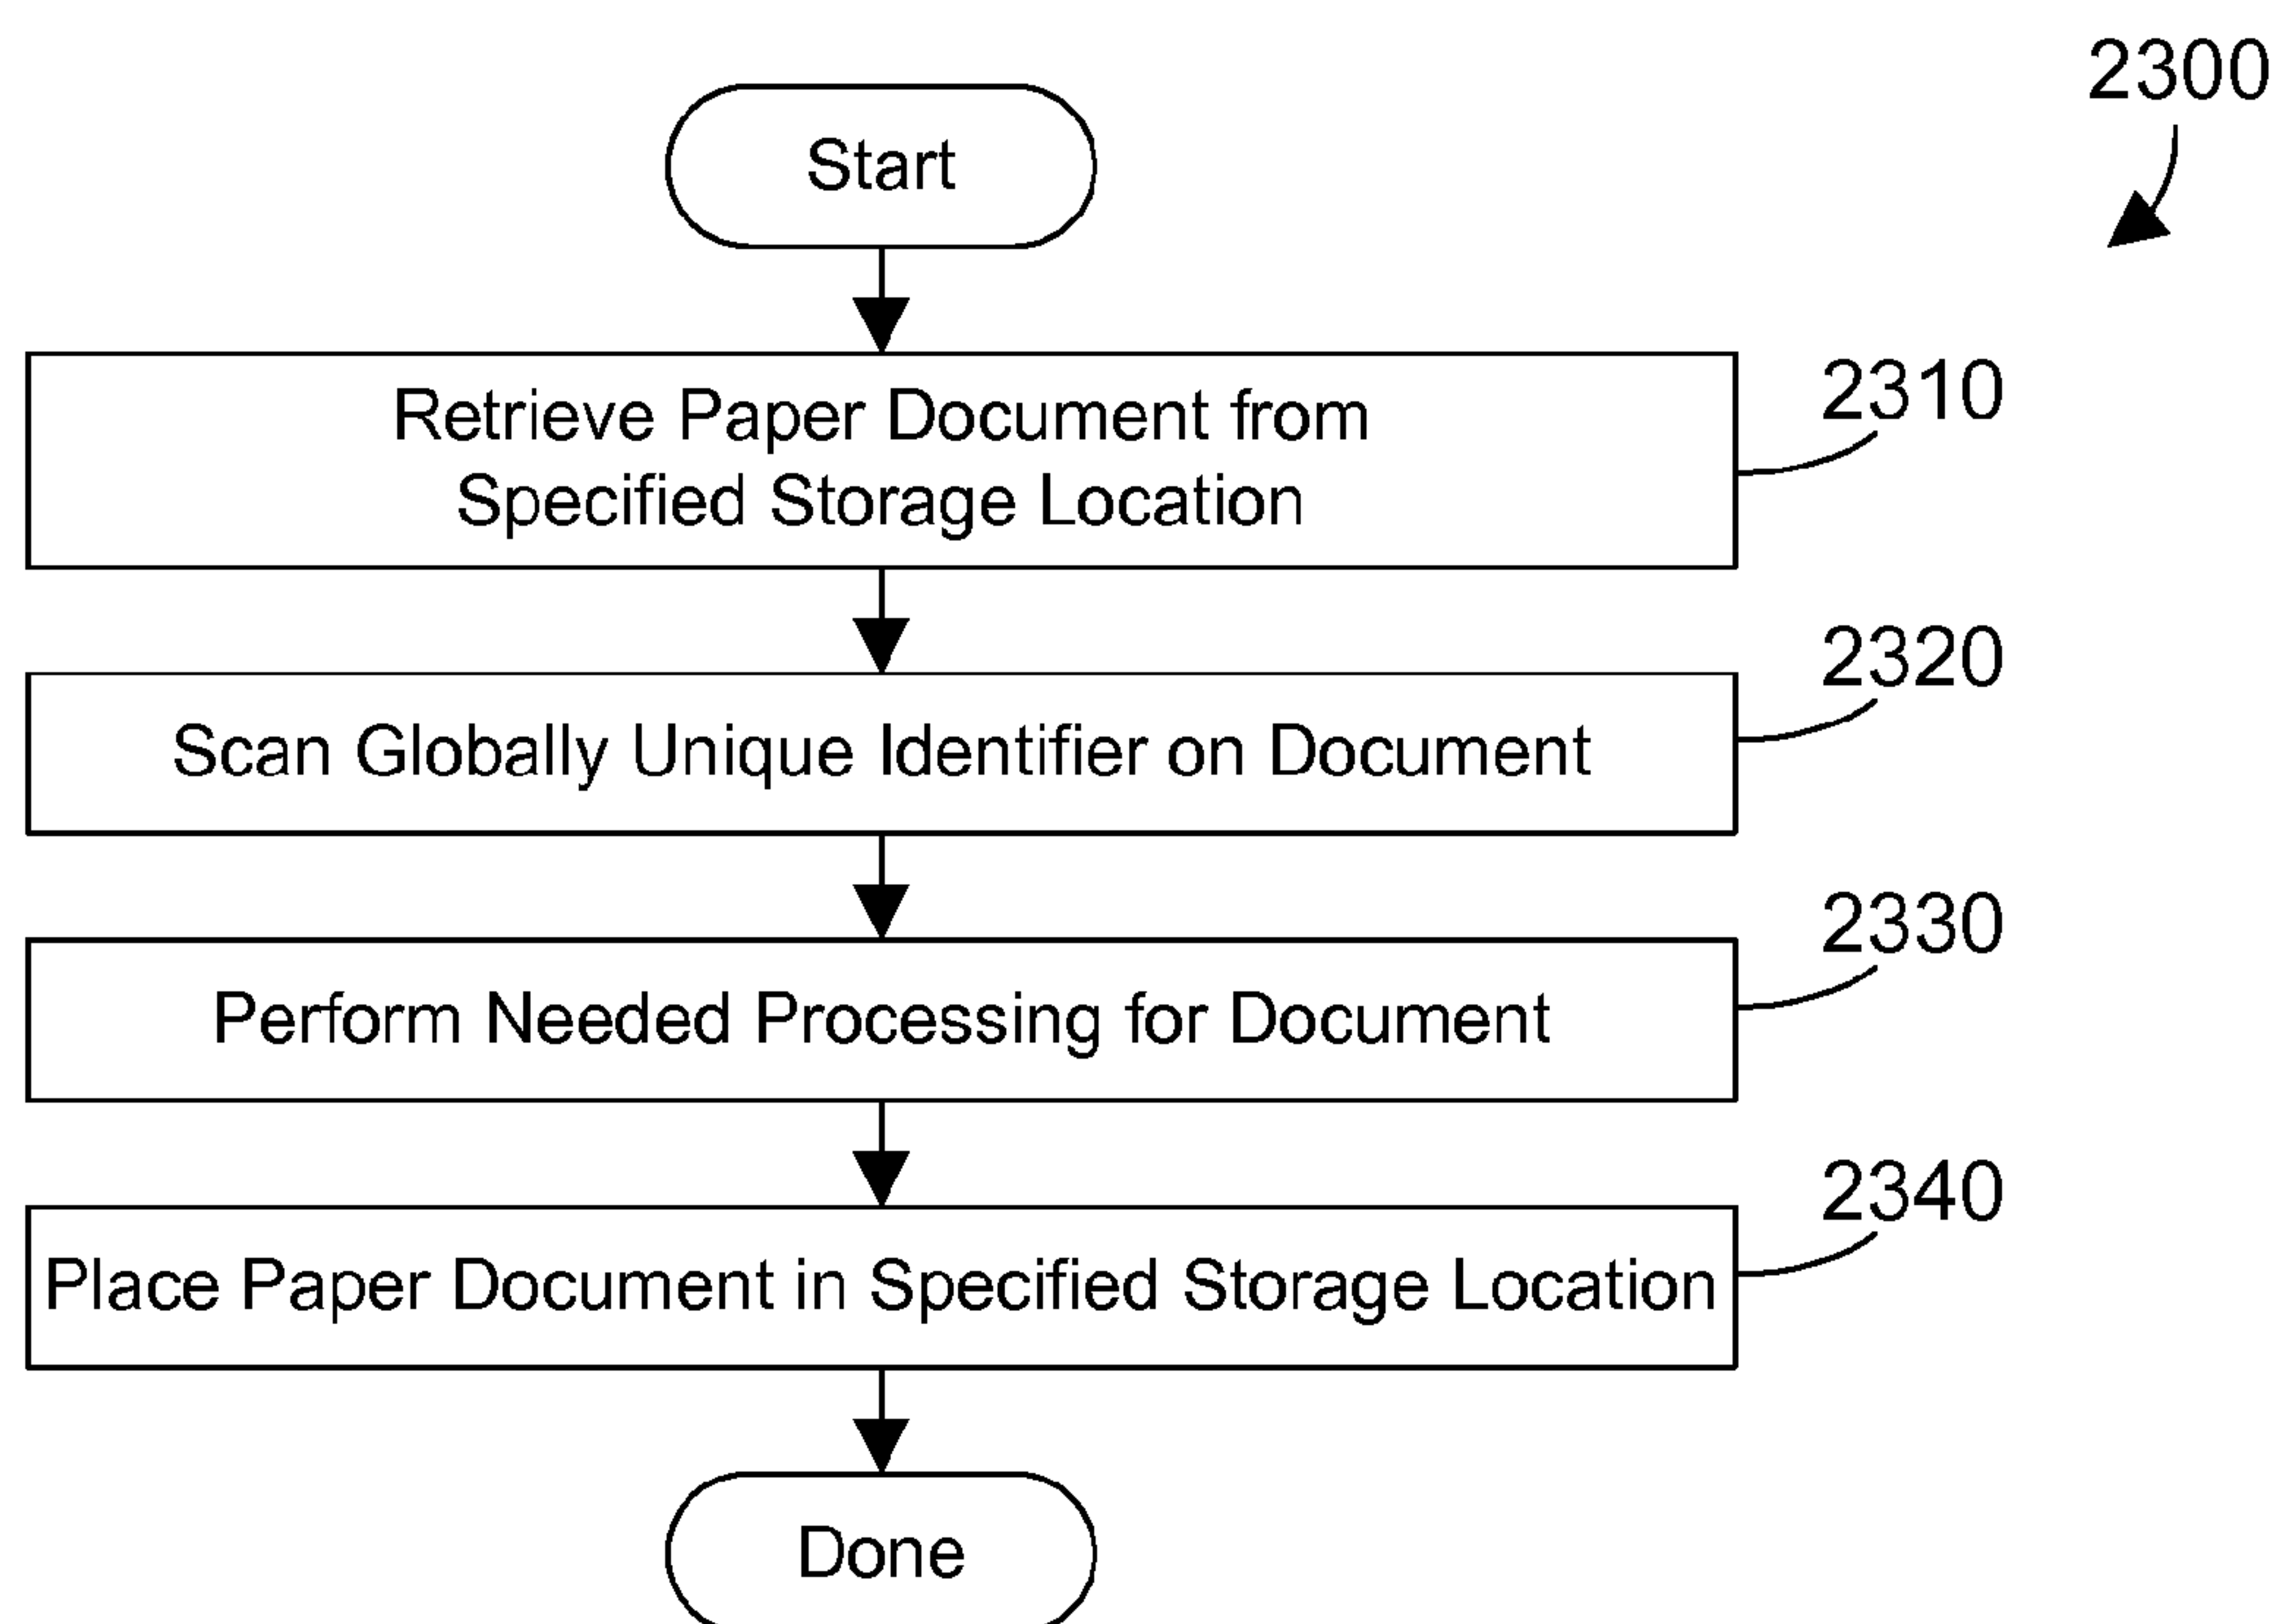 2300
Start
Retrieve Paper Document from
Specified Storage Location
2310
Scan Globally Unique Identifier on Document
2320
Perform Needed Processing for Document
2330
Place Paper Document in Specified Storage Location
2340
Done